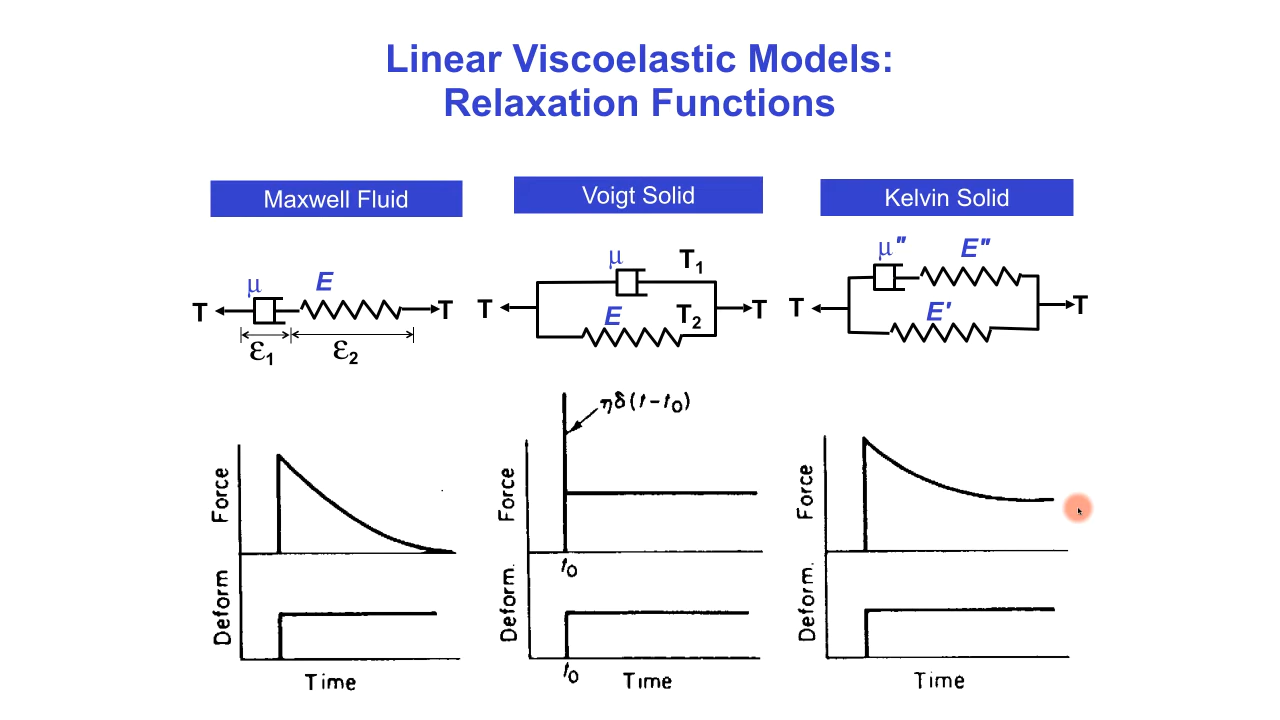 Linear Viscoelastic Models:
Relaxation Functions
Maxwell Fluid
Voigt Solid
Kelvin Solid
T
μ
E
T
ε1
ε2
T
μ
T1
E
T2
T
T
μ"
E"
E'
T
Force
Deform
Time
ηδ(t-t0)
Force
t0
Deform.
t0
Time
Force
Deform.
Time